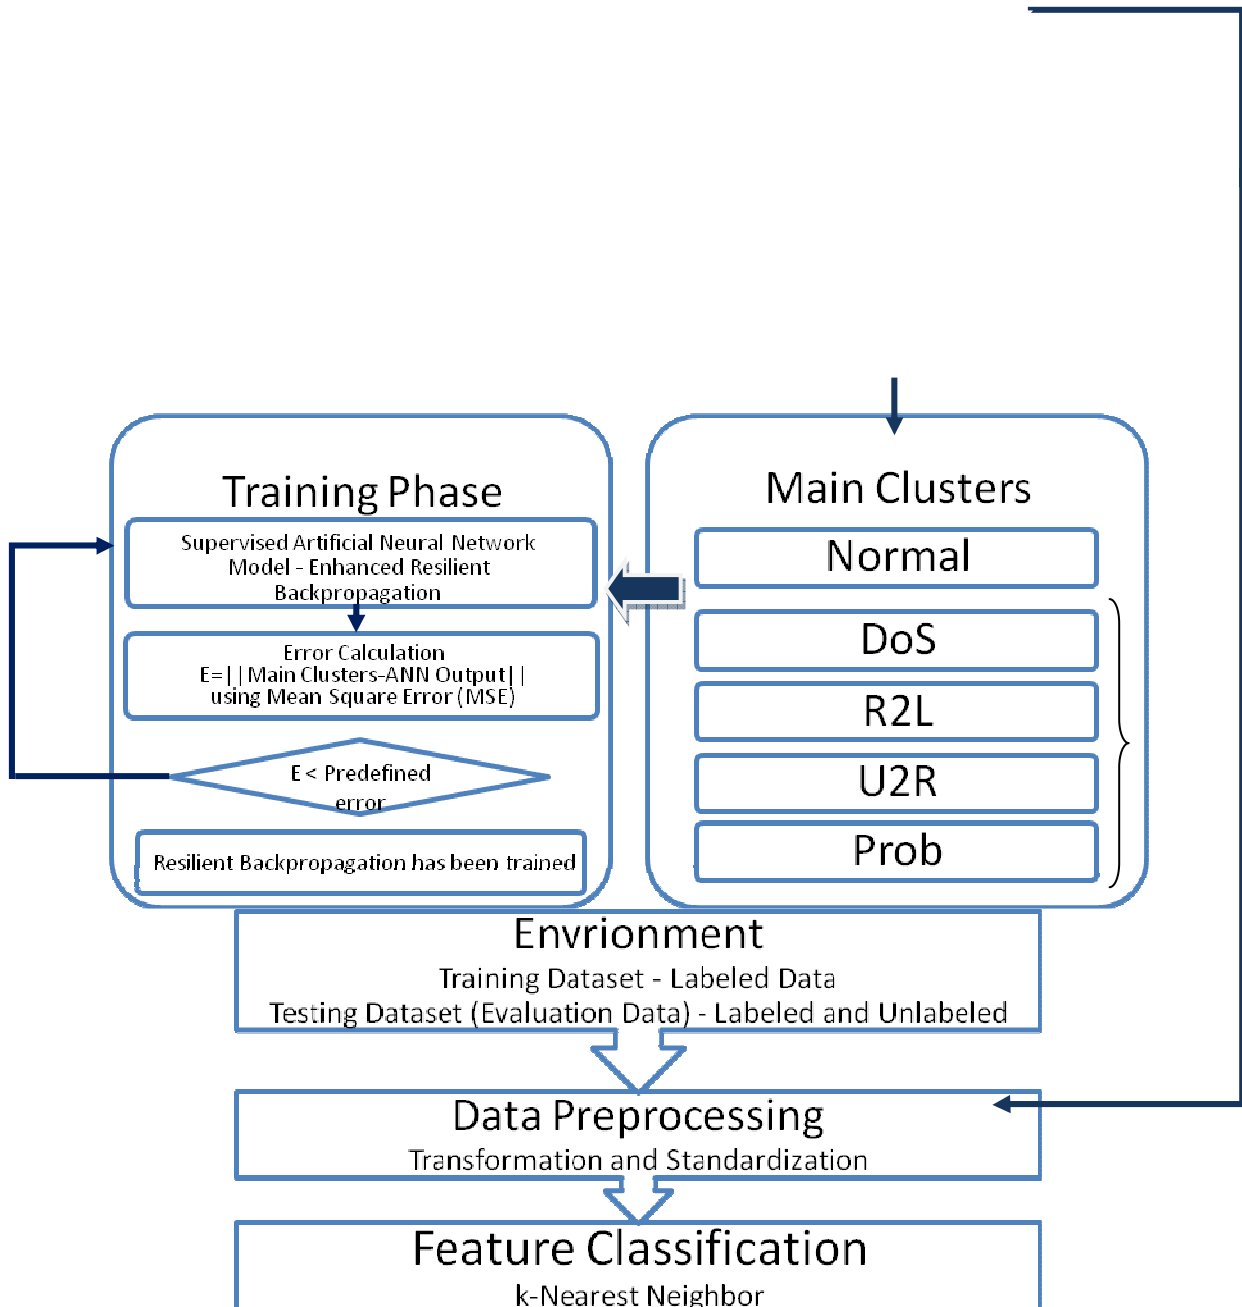 Training Phase
Supervised Artificial Neural Network
Model - Enhanced Resilient
Backpropagation
Error Calculation
E=||Main Clusters-ANN Output||
using Mean Square Error (MSE)
E < Predefined
error
Resilient Backpropagation has been trained
Main Clusters
Normal
DoS
R2L
U2R
Prob
Envrionment
Training Dataset - Labeled Data
Testing Dataset (Evaluation Data) - Labeled and Unlabeled
Data Preprocessing
Transformation and Standardization
Feature Classification
k-Nearest Neighbor